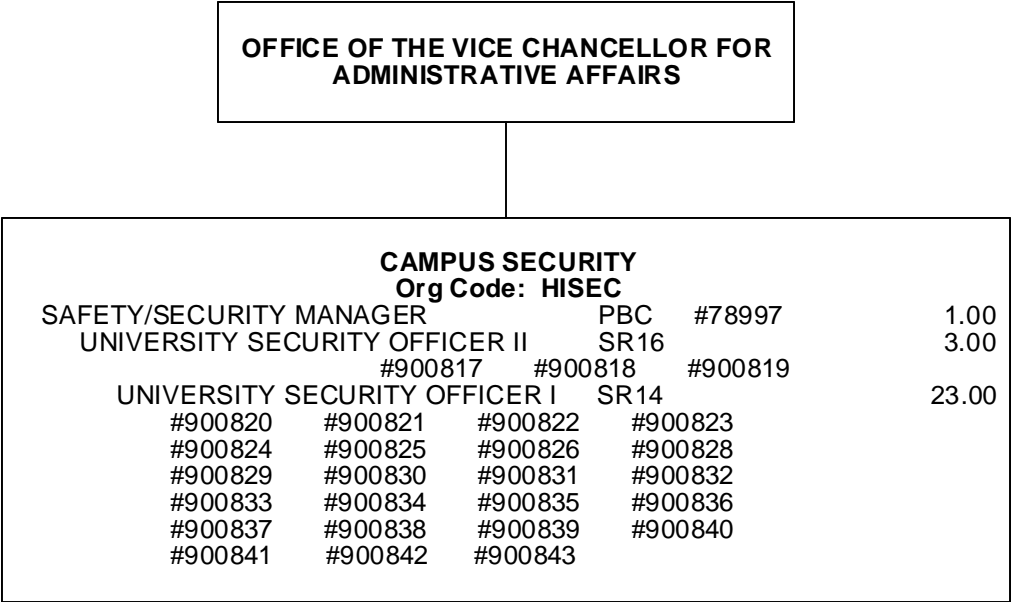 OFFICE OF THE VICE CHANCELLOR FOR
ADMINISTRATIVE AFFAIRS
CAMPUS SECURITY
Org Code: HISEC
SAFETY/SECURITY MANAGER PBC #78997 1.00
UNIVERSITY SECURITY OFFICER II SR16 3.00
#900817 #900818 #900819
UNIVERSITY SECURITY OFFICER I SR14 23.00
#900820 #900821 #900822 #900823
#900824 #900825 #900826 #900828
#900829 #900830 #900831 #900832
#900833 #900834 #900835 #900836
#900837 #900838 #900839 #900840
#900841 #900842 #900843